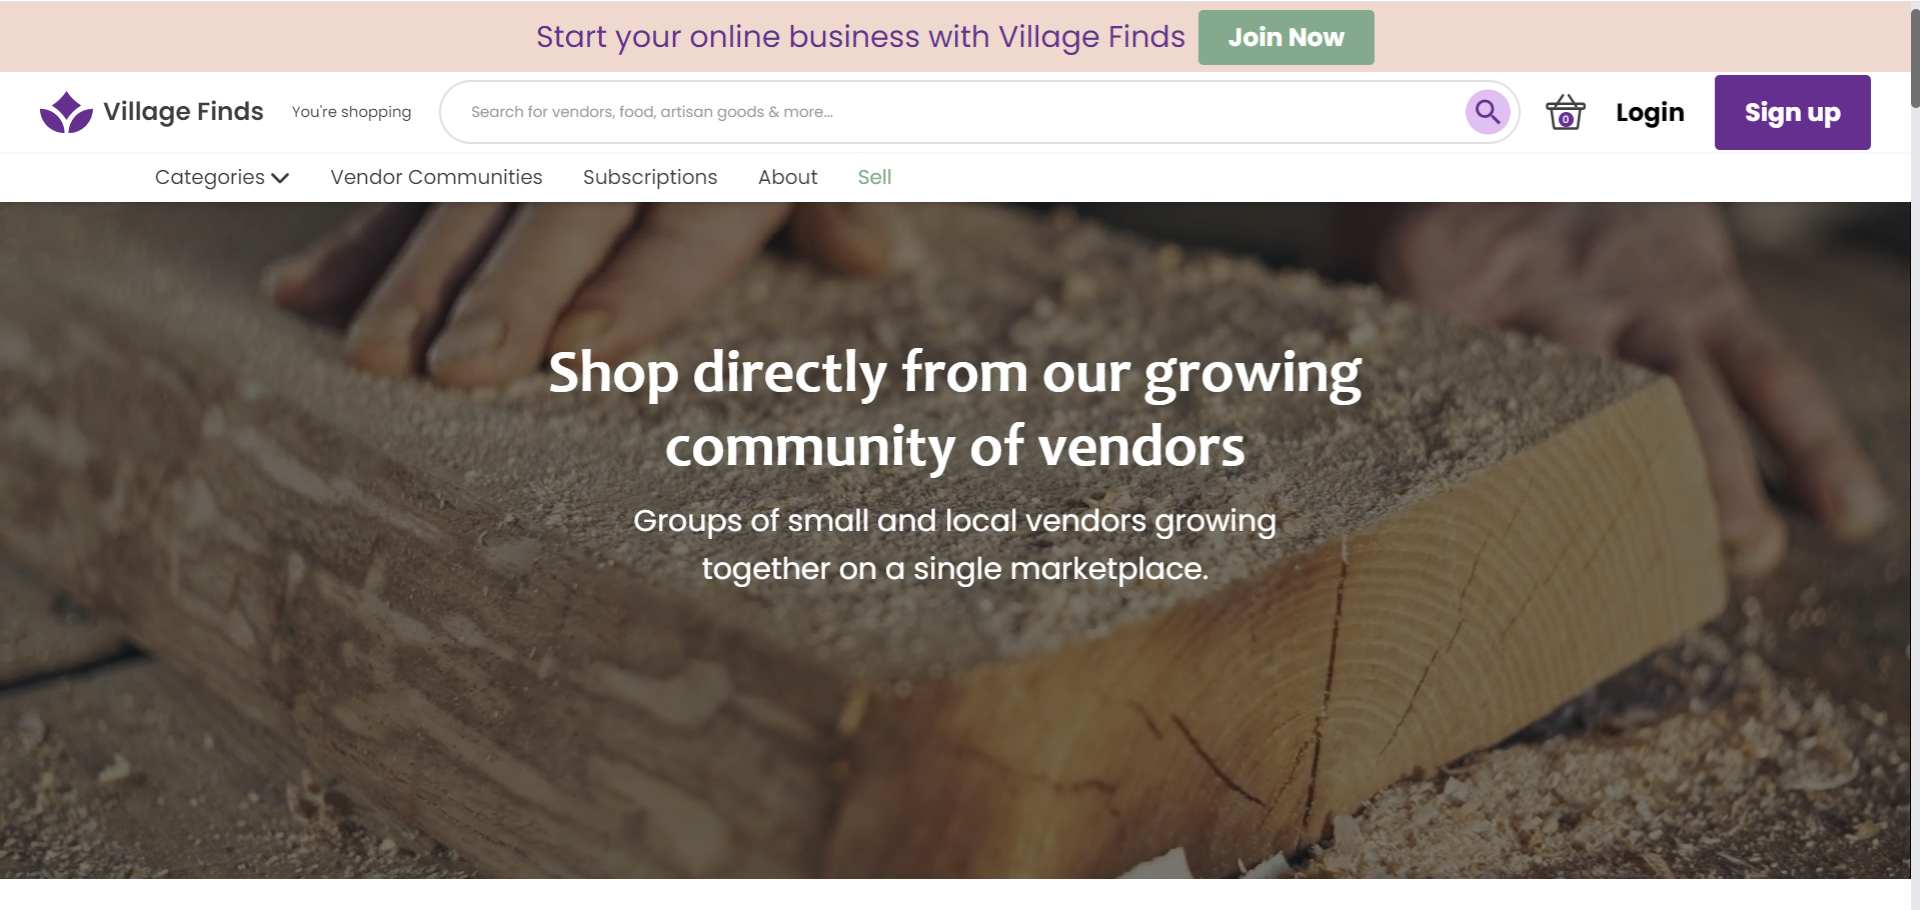 Start your online business with Village Finds
Join Now
Village Finds
You're shopping
Search for vendors, food, artisan goods & more...
0
Login
Sign up
Categories
Vendor Communities
Subscriptions
About
Sell
Shop directly from our growing
community of vendors
Groups of small and local vendors growing
together on a single marketplace.